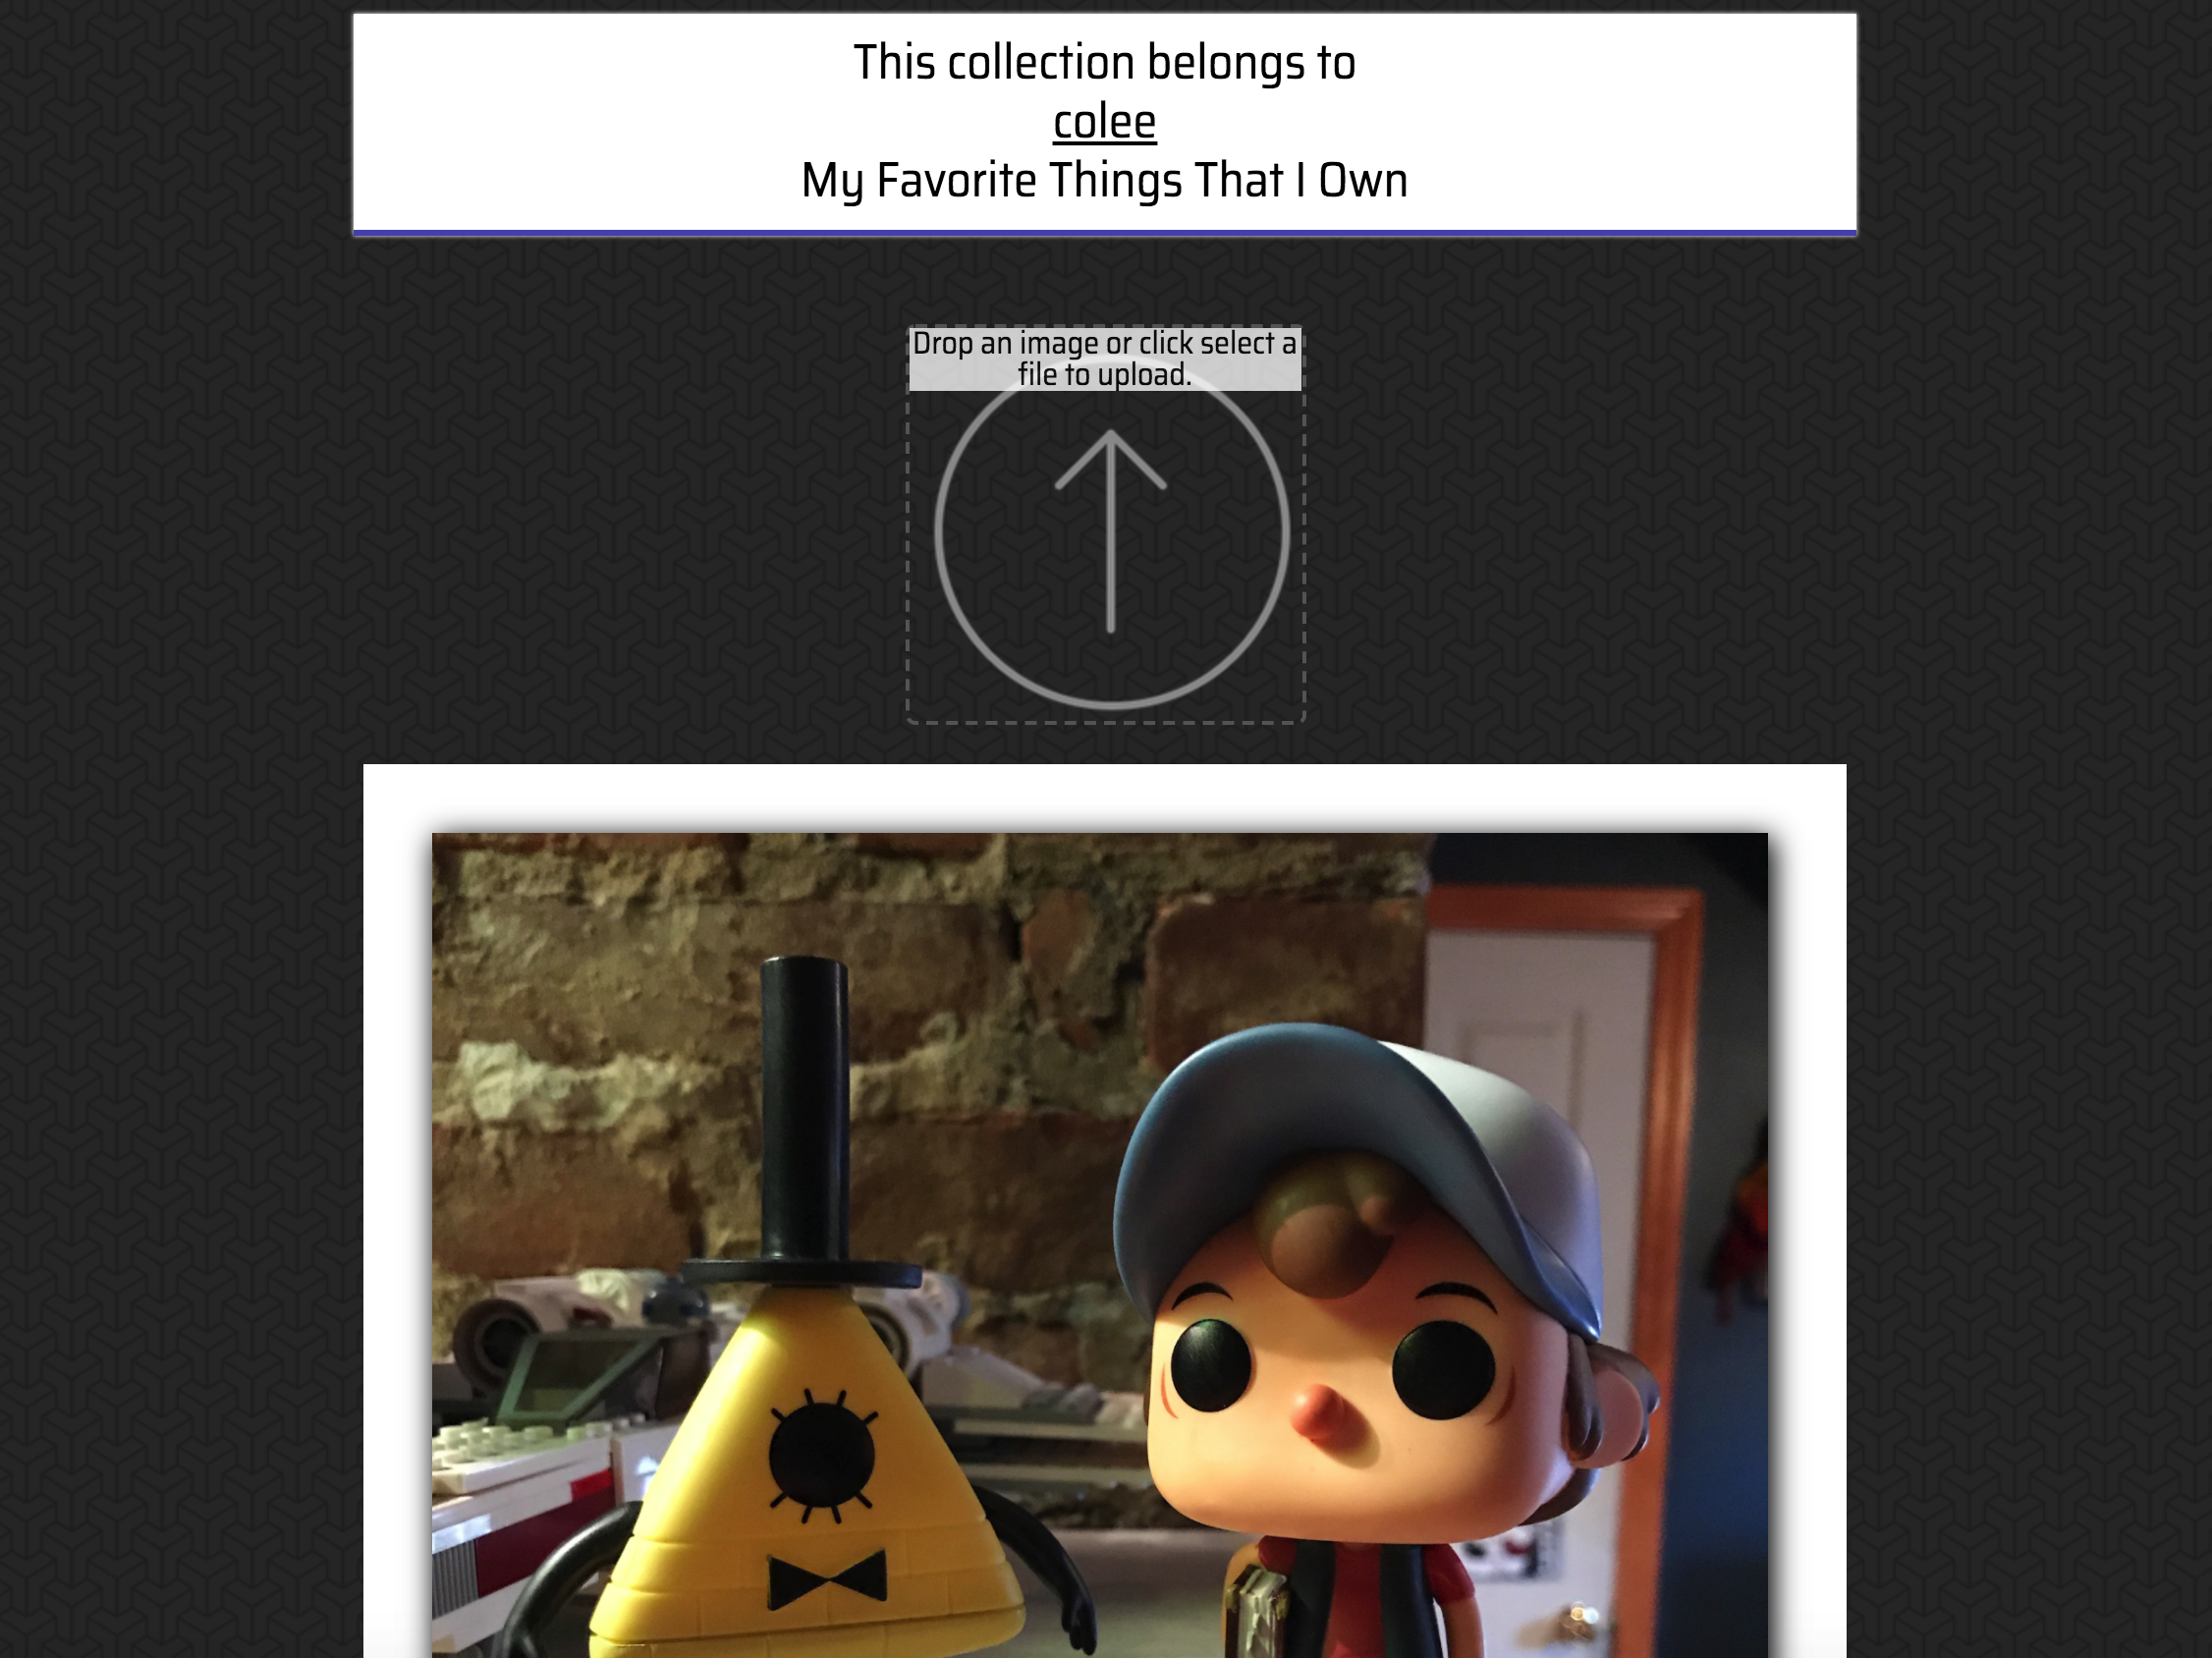 This collection belongs to
colee
My Favorite Things That I Own
Drop an image or click select a
file to upload.